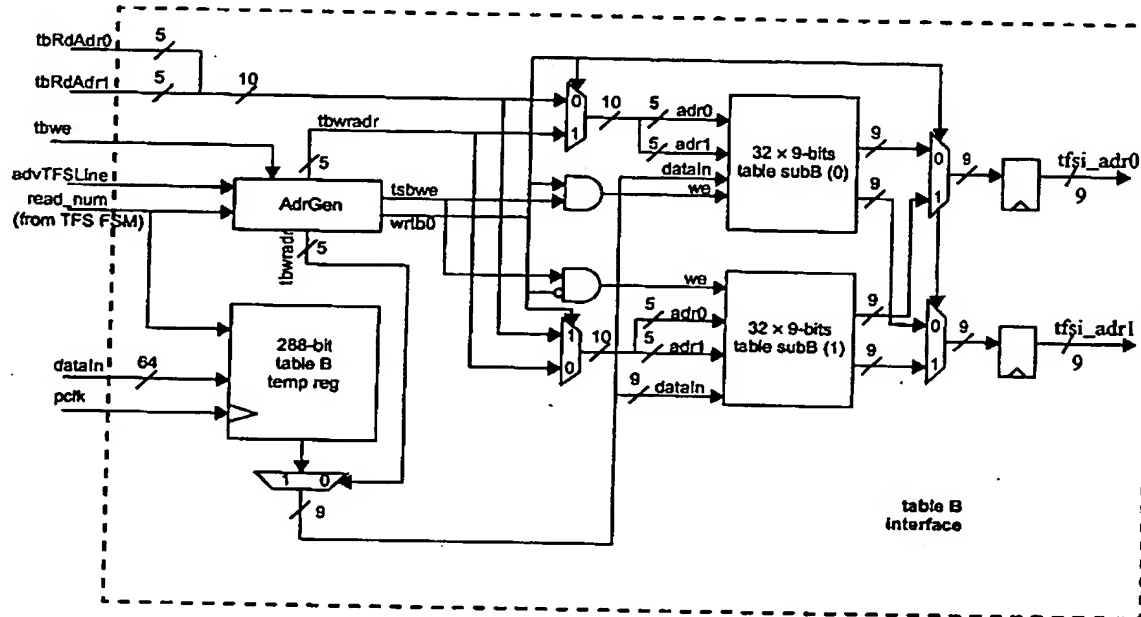 tbRdAdr0
5
tbRdAdr1
5
10
tbwe
tbwradr
5
advTFSLine
read_num
(from TFS FSM)
AdrGen
tsbwe
wrtb0
tbwradr
5
0
1
10
5
adr0
5
adr1
dataIn
we
32 × 9-bits
table subB (0)
9
9
0
1
9
tfsi_adr0
9
we
5
adr0
5
adr1
9
dataIn
32 × 9-bits
table subB (1)
9
9
1
0
10
0
1
9
tfsi_adr1
9
288-bit
table B
temp reg
dataIn
64
pclk
1 0
9
table B
interface